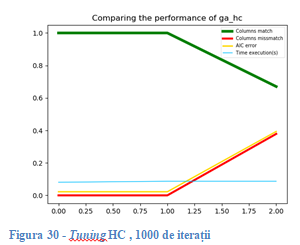 Comparing the performance of ga_hc
Columns match
Columns missmatch
AIC error
Time execution(s)
1.0
0.8
0.6
0.4
0.2
0.0
0.00 0.25 0.50 0.75 1.00 1.25 1.50 1.75 2.00
Figura 30 - Tuning HC , 1000 de iterații